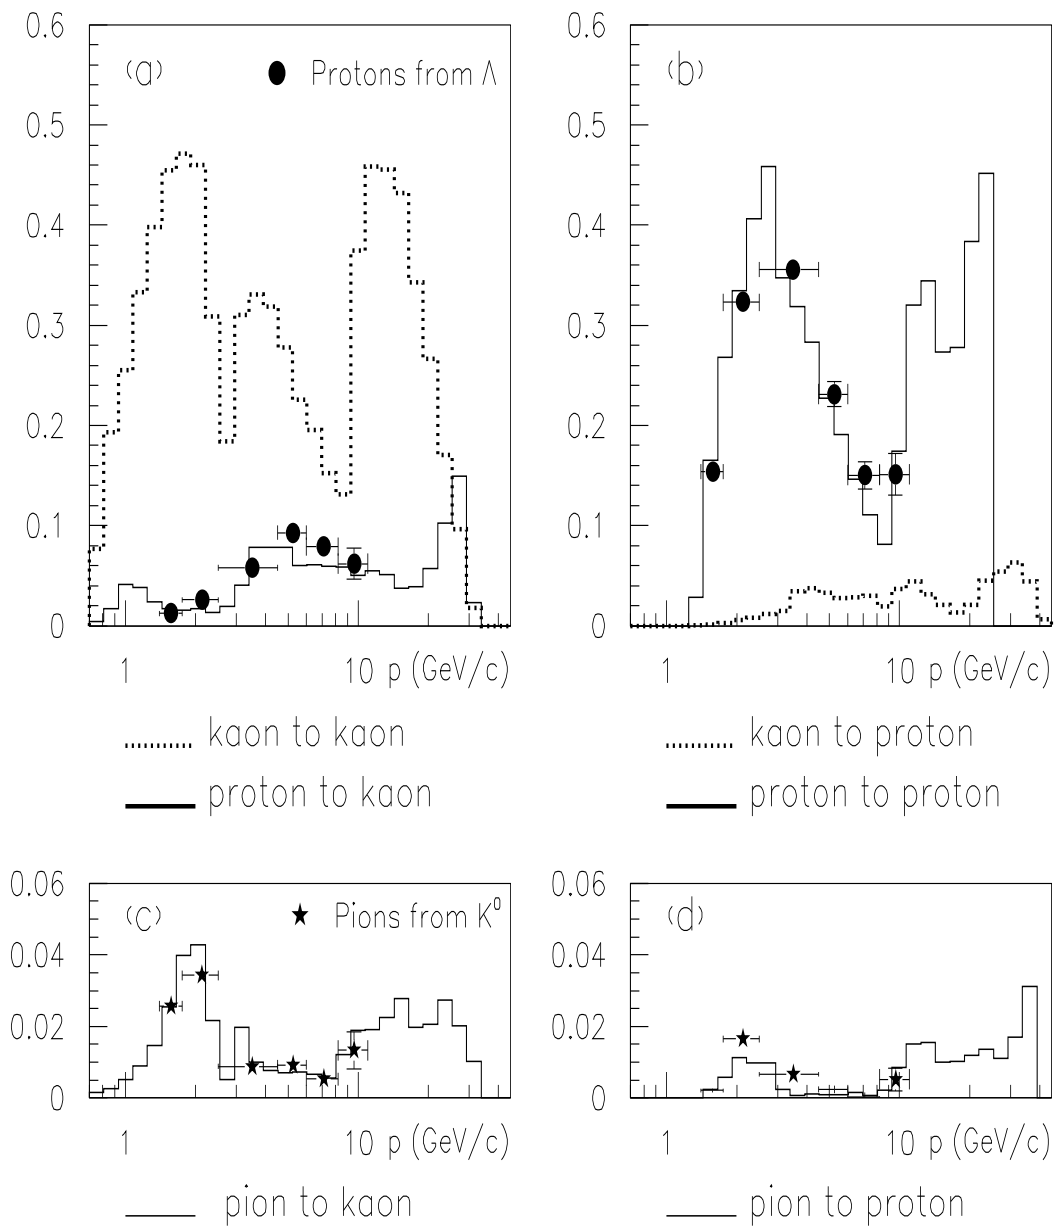 0.6
(a)
Protons from Λ
0.5
0.4
0.3
0.2
0.1
0
1
10 p (GeV/c)
kaon to kaon
proton to kaon
0.6
(b)
0.5
0.4
0.3
0.2
0.1
0
1
10 p (GeV/c)
kaon to proton
proton to proton
0.06
(c)
Pions from K⁰
0.04
0.02
0
1
10 p (GeV/c)
pion to kaon
0.06
(d)
0.04
0.02
0
1
10 p (GeV/c)
pion to proton